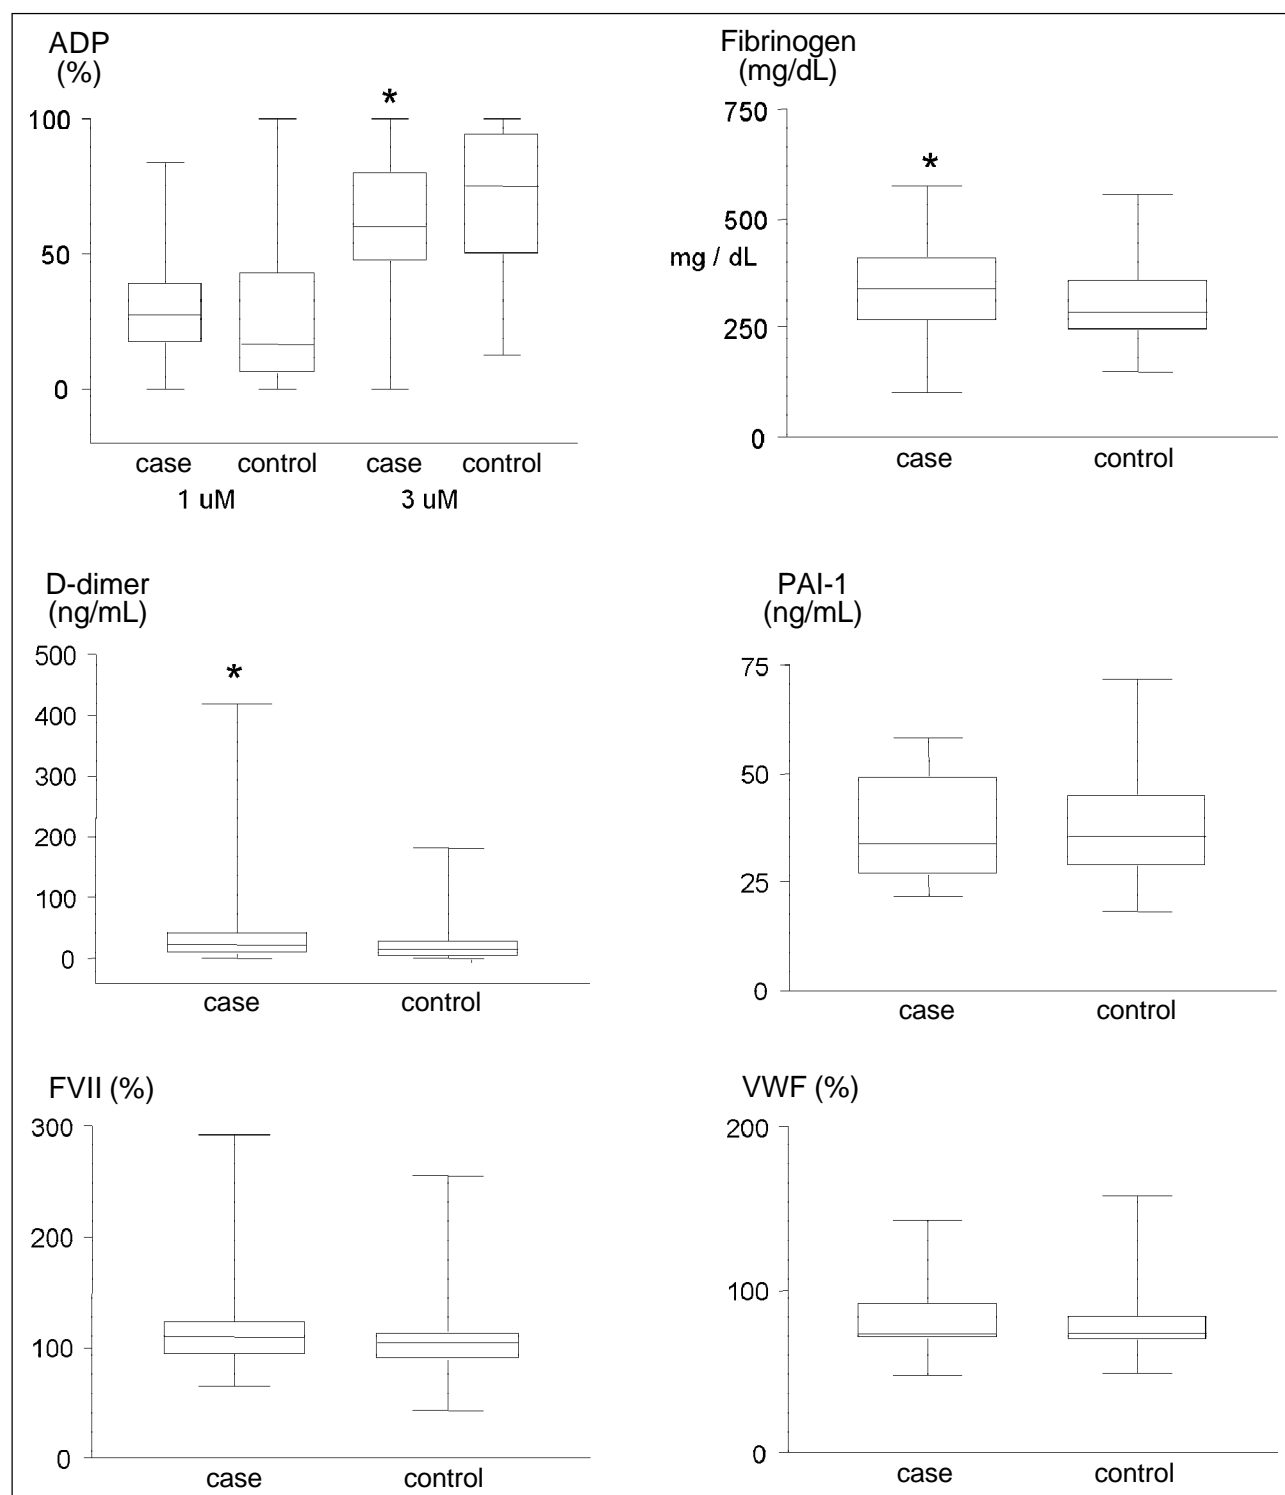 ADP
(%)
*
100
50
0
case control case control
1 uM 3 uM
Fibrinogen
(mg/dL)
750
*
500
mg / dL
250
0
case control
D-dimer
(ng/mL)
500
*
400
300
200
100
0
case control
PAI-1
(ng/mL)
75
50
25
0
case control
FVII (%)
300
200
100
0
case control
VWF (%)
200
100
0
case control